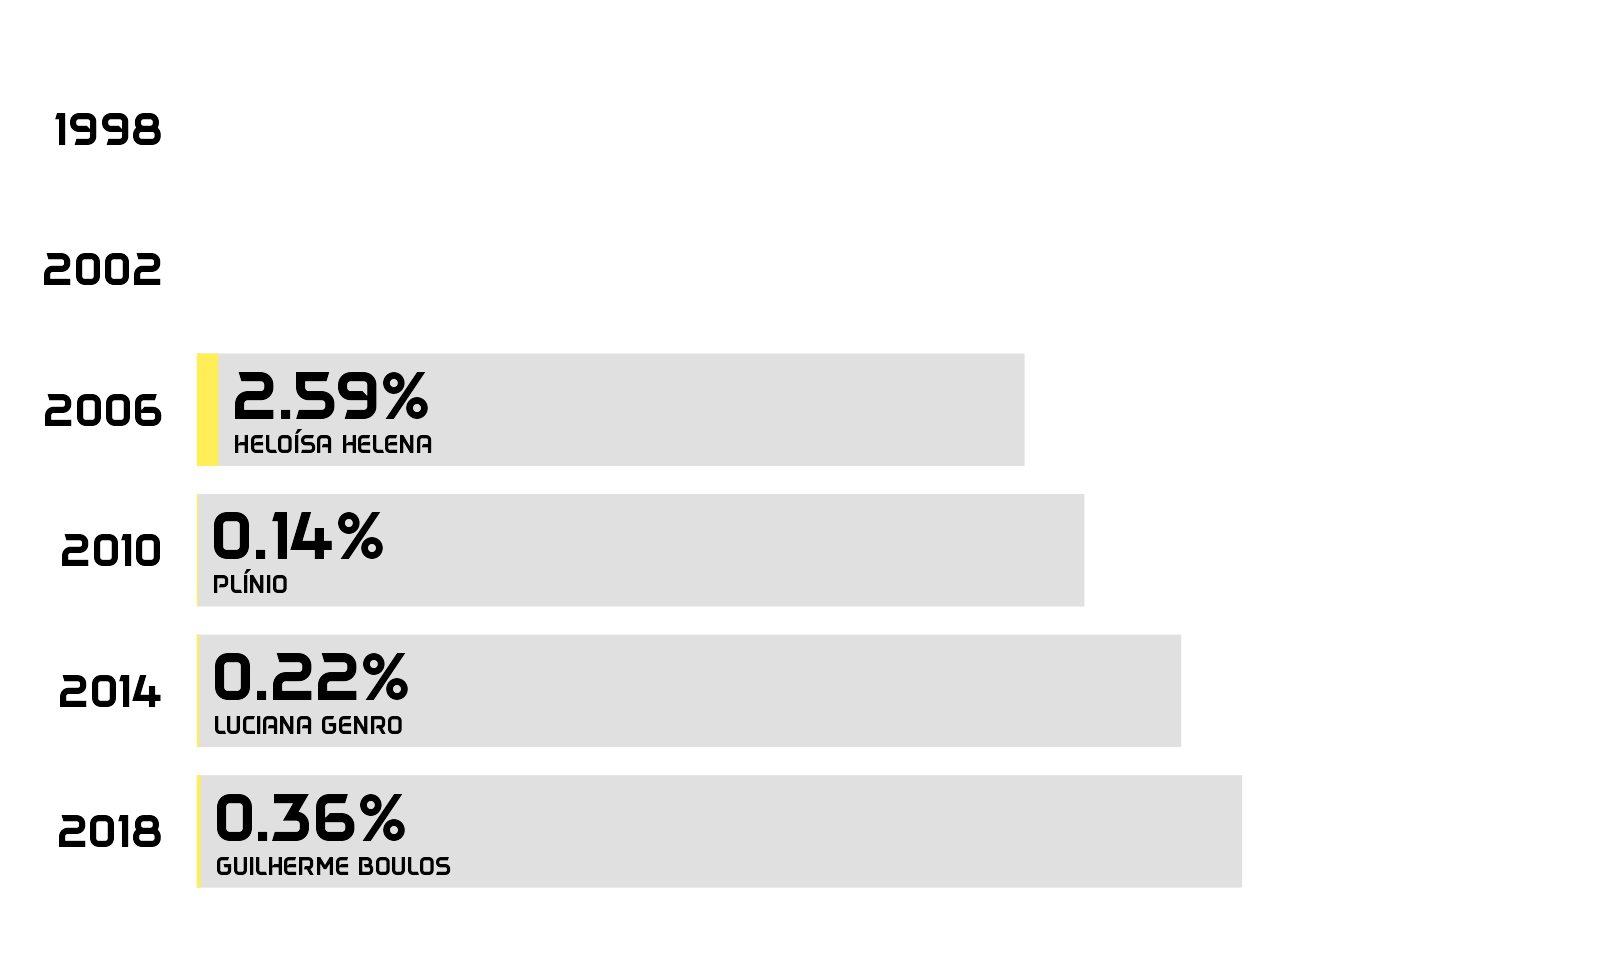 1998
2002
2006
2.59%
HELOÍSA HELENA
2010
0.14%
PLÍNIO
2014
0.22%
LUCIANA GENRO
2018
0.36%
GUILHERME BOULOS